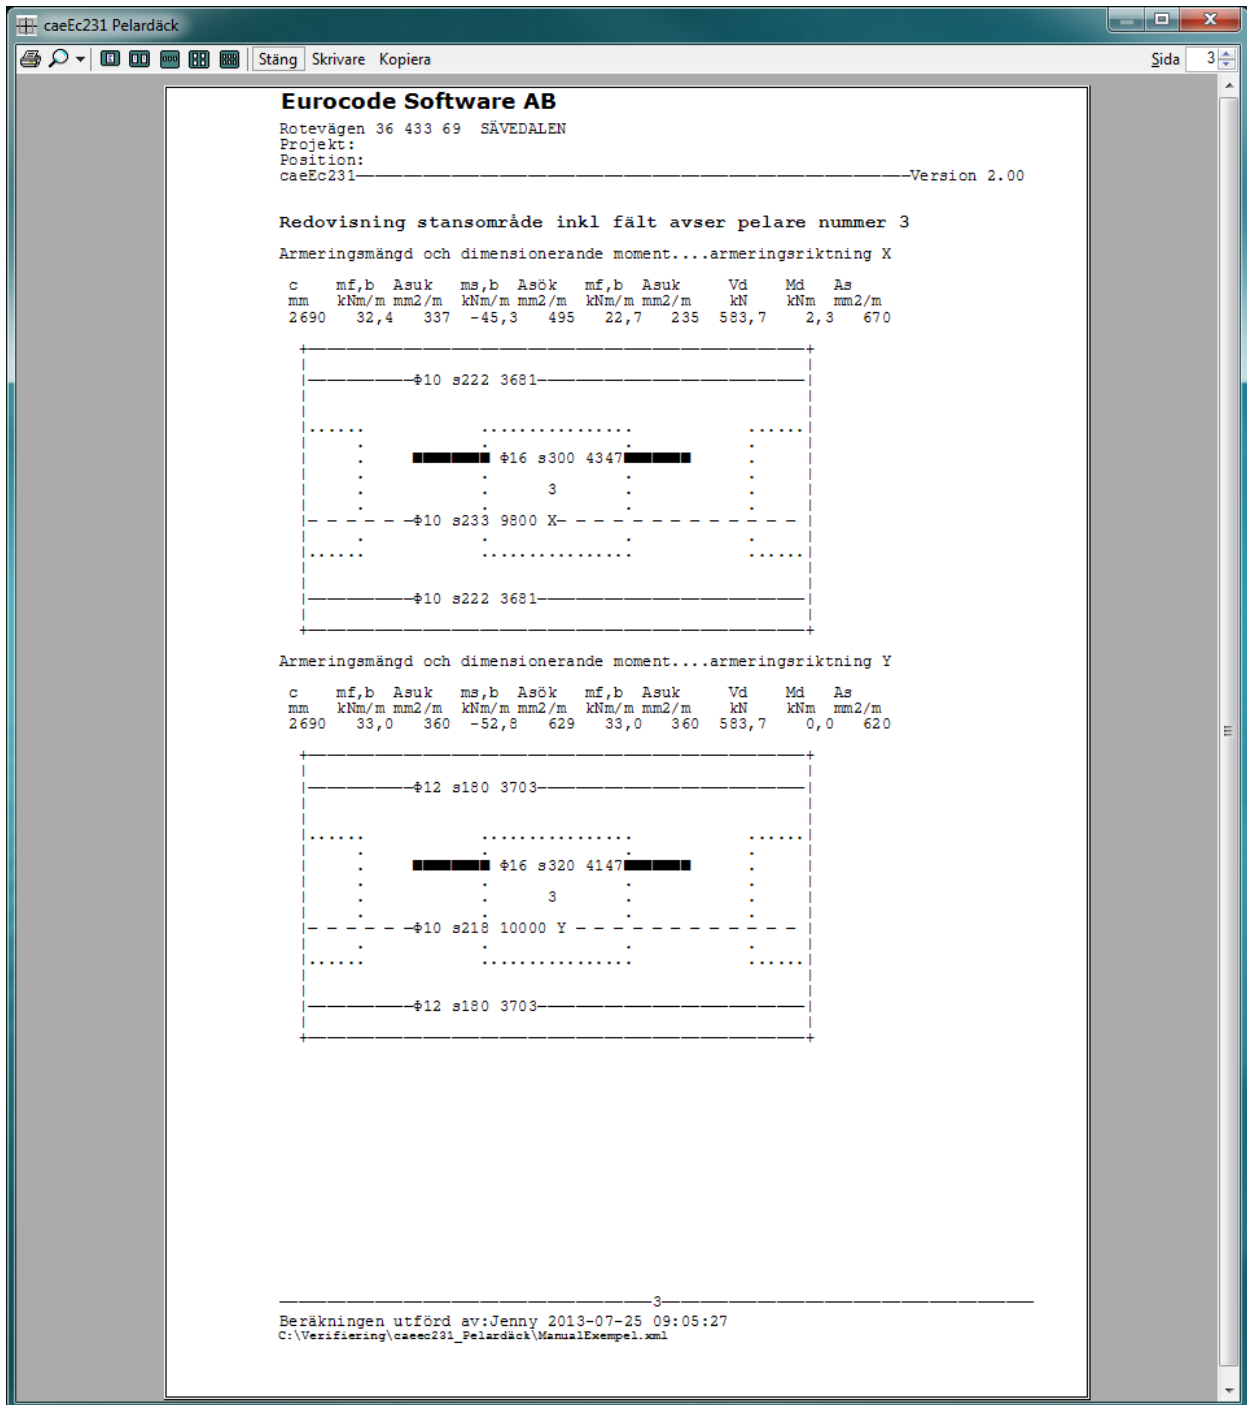 caeEc231 Pelardäck
Stäng Skrivare Kopiera Sida 3
Eurocode Software AB
Rotevägen 36 433 69 SÄVEDALEN
Projekt:
Position:
caeEc231 Version 2.00
Redovisning stansområde inkl fält avser pelare nummer 3
Armeringsmängd och dimensionerande moment....armeringsriktning X
c mf,b Asuk ms,b Asök mf,b Asuk Vd Md As
mm kNm/m mm2/m kNm/m mm2/m kNm/m mm2/m kN kNm mm2/m
2690 32,4 337 -45,3 495 22,7 235 583,7 2,3 670
Φ10 s222 3681
Φ16 s300 4347
3
Φ10 s233 9800 X
Φ10 s222 3681
Armeringsmängd och dimensionerande moment....armeringsriktning Y
c mf,b Asuk ms,b Asök mf,b Asuk Vd Md As
mm kNm/m mm2/m kNm/m mm2/m kNm/m mm2/m kN kNm mm2/m
2690 33,0 360 -52,8 629 33,0 360 583,7 0,0 620
Φ12 s180 3703
Φ16 s320 4147
3
Φ10 s218 10000 Y
Φ12 s180 3703
3
Beräkningen utförd av:Jenny 2013-07-25 09:05:27
C:\Verifiering\caeec231_Pelardäck\ManualExempel.xml